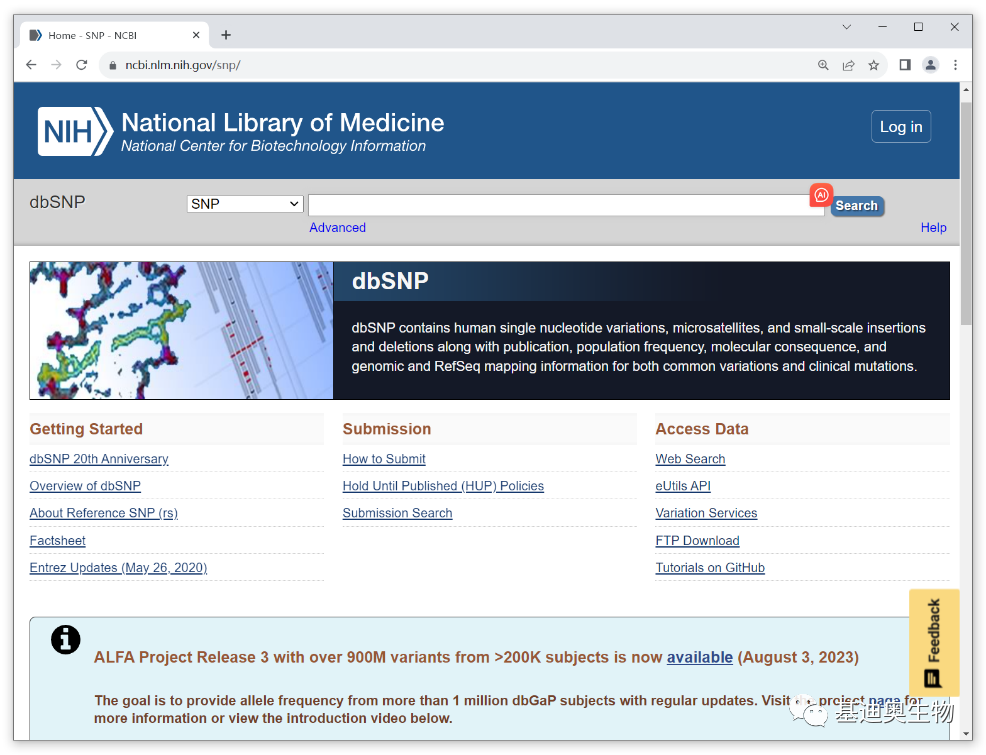 Home - SNP - NCBI
ncbi.nlm.nih.gov/snp/
NIH
National Library of Medicine
National Center for Biotechnology Information
Log in
dbSNP
SNP
AI
Search
Advanced
Help
dbSNP
dbSNP contains human single nucleotide variations, microsatellites, and small-scale insertions
and deletions along with publication, population frequency, molecular consequence, and
genomic and RefSeq mapping information for both common variations and clinical mutations.
Getting Started
dbSNP 20th Anniversary
Overview of dbSNP
About Reference SNP (rs)
Factsheet
Entrez Updates (May 26, 2020)
Submission
How to Submit
Hold Until Published (HUP) Policies
Submission Search
Access Data
Web Search
eUtils API
Variation Services
FTP Download
Tutorials on GitHub
Feedback
ALFA Project Release 3 with over 900M variants from >200K subjects is now available (August 3, 2023)
The goal is to provide allele frequency from more than 1 million dbGaP subjects with regular updates. Visit project page for
more information or view the introduction video below.
基迪奥生物